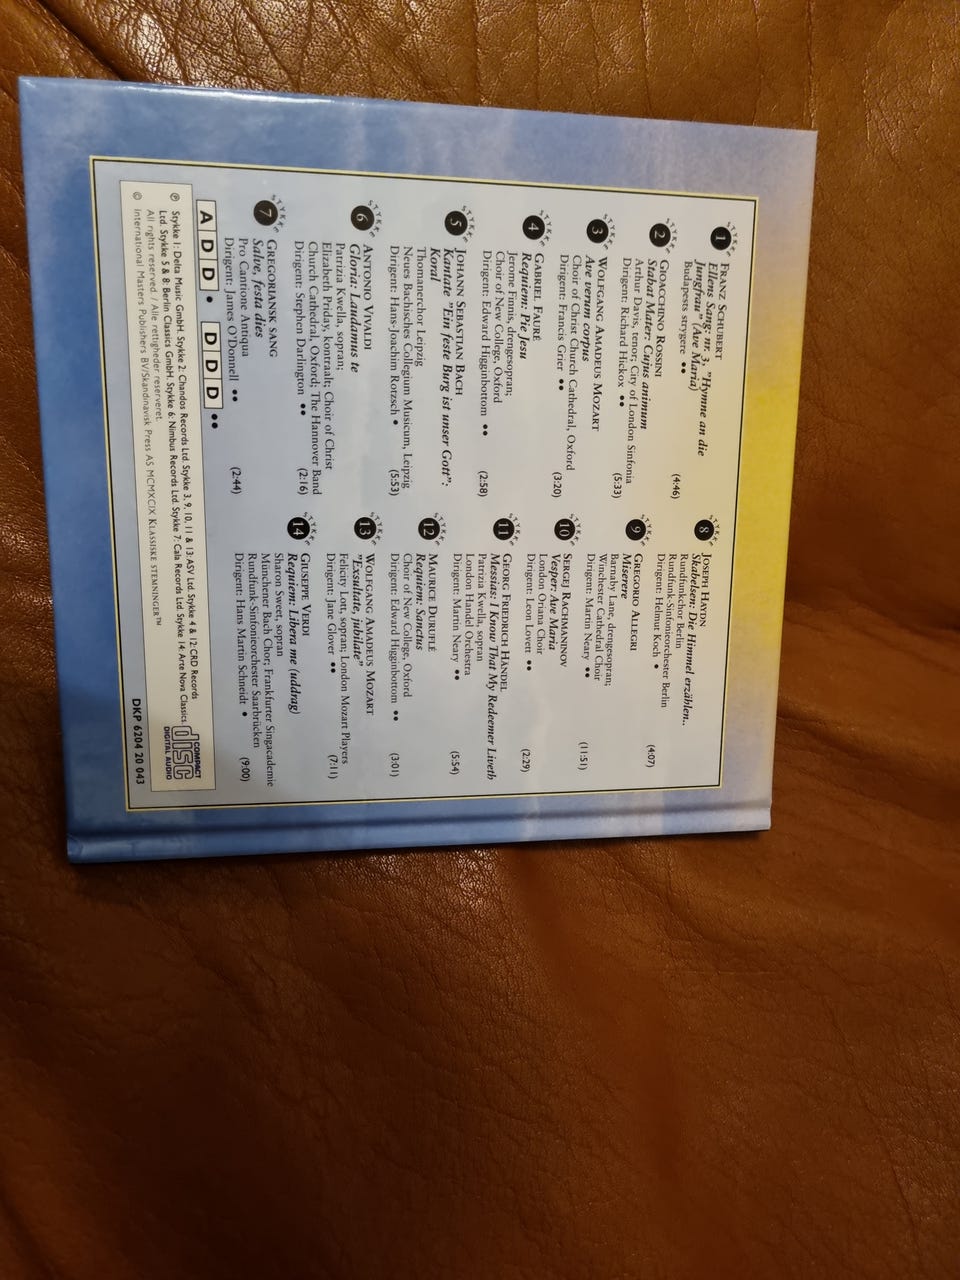 STYKKE 1
FRANZ SCHUBERT
Ellens Sang: nr. 3, "Hymne an die
Jungfrau" (Ave Maria)
Budapest strygere ●●
(4:46)
STYKKE 2
GIOACCHINO ROSSINI
Stabat Mater: Cujus animum
Arthur Davis, tenor; City of London Sinfonia
Dirigent: Richard Hickox ●●
(5:33)
STYKKE 3
WOLFGANG AMADEUS MOZART
Ave verum corpus
Choir of Christ Church Cathedral, Oxford
Dirigent: Francis Grier ●●
(3:20)
STYKKE 4
GABRIEL FAURÉ
Requiem: Pie Jesu
Jerome Finnis, drengesopran;
Choir of New College, Oxford
Dirigent: Edward Higginbottom ●●
(2:58)
STYKKE 5
JOHANN SEBASTIAN BACH
Kantate "Ein feste Burg ist unser Gott":
Koral
Thomanerchor Leipzig
Neues Bachisches Collegium Musicum, Leipzig
Dirigent: Hans-Joachim Rotzsch ●
(5:53)
STYKKE 6
ANTONIO VIVALDI
Gloria: Laudamus te
Patrizia Kwella, sopran;
Elizabeth Priday, kontraalt; Choir of Christ
Church Cathedral, Oxford; The Hannover Band
Dirigent: Stephen Darlington ●●
(2:16)
STYKKE 7
GREGORIANSK SANG
Salve, festa dies
Pro Cantione Antiqua
Dirigent: James O'Donnell ●●
(2:44)
STYKKE 8
JOSEPH HAYDN
Skabelsen: Die Himmel erzählen..
Rundfunkchor Berlin
Rundfunk-Sinfonieorchester Berlin
Dirigent: Helmut Koch ●
(4:07)
STYKKE 9
GREGORIO ALLEGRI
Miserere
Barnaby Lane, drengesopran;
Winchester Cathedral Choir
Dirigent: Martin Neary ●●
(11:51)
STYKKE 10
SERGEJ RACHMANINOV
Vesper: Ave Maria
London Oriana Choir
Dirigent: Leon Lovett ●●
(2:29)
STYKKE 11
GEORG FRIEDRICH HÄNDEL
Messias: I Know That My Redeemer Liveth
Patrizia Kwella, sopran
London Handel Orchestra
Dirigent: Martin Neary ●●
(5:54)
STYKKE 12
MAURICE DURUFLÉ
Requiem: Sanctus
Choir of New College, Oxford
Dirigent: Edward Higginbottom ●●
(3:01)
STYKKE 13
WOLFGANG AMADEUS MOZART
"Exsultate, jubilate"
Felicity Lott, sopran; London Mozart Players
Dirigent: Jane Glover ●●
(7:11)
STYKKE 14
GIUSEPPE VERDI
Requiem: Libera me (uddrag)
Sharon Sweet, sopran
Münchener Bach Chor; Frankfurter Singacademie
Rundfunk-Sinfonieorchester Saarbrücken
Dirigent: Hans Martin Schneidt ●
(9:00)
A D D ● D D D ●●
℗ Stykke 1: Delta Music GmbH. Stykke 2: Chandos Records Ltd. Stykke 3, 9, 10, 11 & 13: ASV Ltd. Stykke 4 & 12: CRD Records
Ltd. Stykke 5 & 8: Berlin Classics GmbH. Stykke 6: Nimbus Records Ltd. Stykke 7: Cala Records Ltd. Stykke 14: Arte Nova Classics.
All rights reserved. / Alle rettigheder reserveret.
© International Masters Publishers BV/Skandinavisk Press AS MCMXCIX KLASSISKE STEMNINGER™
COMPACT
disc
DIGITAL AUDIO
DKP 6204 20 043